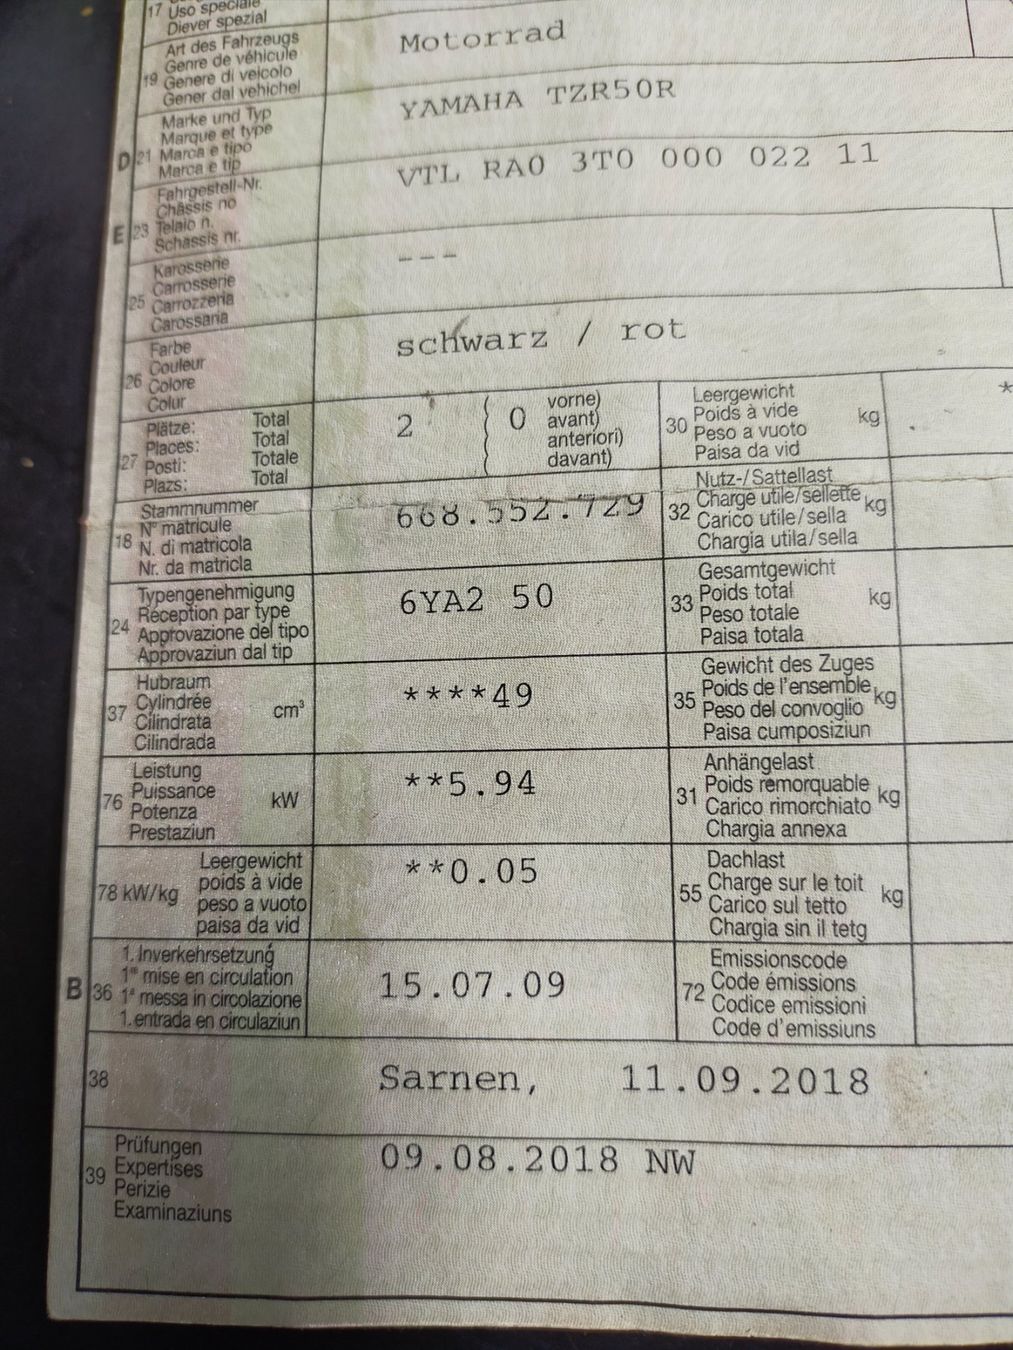 17 Uso speciale
Diever spezial
19 Art des Fahrzeugs
Genre de véhicule
Genere di veicolo
Gener dal vehichel
Motorrad
D 21 Marke und Typ
Marque et type
Marca e tipo
Marca e tip
YAMAHA TZR50R
E 23 Fahrgestell-Nr.
Châssis no
Telaio n.
Schassis nr.
VTL RA0 3T0 000 022 11
25 Karosserie
Carrosserie
Carrozzeria
Carossaria
---
26 Farbe
Couleur
Colore
Colur
schwarz / rot
27 Plätze: Total
Places: Total
Posti: Totale
Plazs: Total
2 0 vorne)
avant)
anteriori)
davant)
30 Leergewicht
Poids à vide
Peso a vuoto
Paisa da vid
kg
*
18 Stammnummer
N° matricule
N. di matricola
Nr. da matricla
668.552.729
32 Nutz-/Sattellast
Charge utile/sellette
Carico utile/sella
Chargia utila/sella
kg
24 Typengenehmigung
Réception par type
Approvazione del tipo
Approvaziun dal tip
6YA2 50
33 Gesamtgewicht
Poids total
Peso totale
Paisa totala
kg
37 Hubraum
Cylindrée
Cilindrata
Cilindrada
cm³
****49
35 Gewicht des Zuges
Poids de l'ensemble
Peso del convoglio
Paisa cumposiziun
kg
76 Leistung
Puissance
Potenza
Prestaziun
kW
**5.94
31 Anhängelast
Poids remorquable
Carico rimorchiato
Chargia annexa
kg
78 kW/kg Leergewicht
poids à vide
peso a vuoto
paisa da vid
**0.05
55 Dachlast
Charge sur le toit
Carico sul tetto
Chargia sin il tetg
kg
B 36 1. Inverkehrsetzung
1re mise en circulation
1a messa in circolazione
1. entrada en circulaziun
15.07.09
72 Emissionscode
Code émissions
Codice emissioni
Code d'emissiuns
38 Sarnen, 11.09.2018
39 Prüfungen
Expertises
Perizie
Examinaziuns
09.08.2018 NW